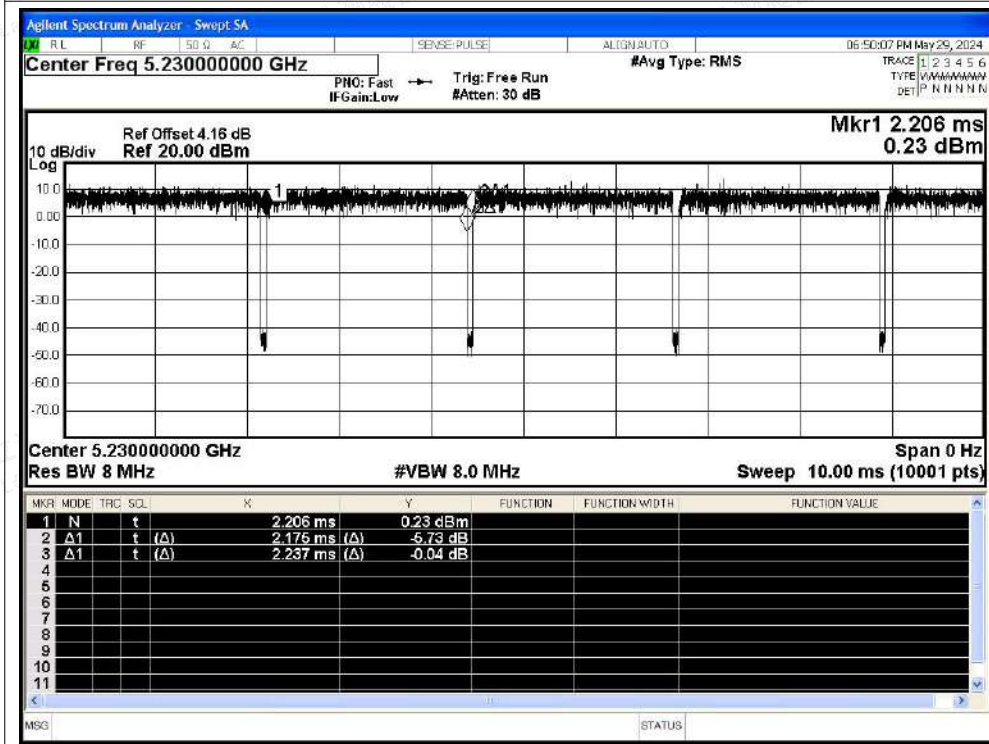 Agilent Spectrum Analyzer - Swept SA
LXI RL RF 50 Ω AC SENSE:PULSE ALIGN AUTO 06:50:07 PM May 29, 2024
Center Freq 5.230000000 GHz #Avg Type: RMS TRACE 1 2 3 4 5 6
PNO: Fast Trig: Free Run TYPE WWWWWW
IFGain:Low #Atten: 30 dB DET P N N N N N
Mkr1 2.206 ms
Ref Offset 4.16 dB
10 dB/div Ref 20.00 dBm 0.23 dBm
Log
10.0
1
0.00
-10.0
-20.0
-30.0
-40.0
-50.0
-60.0
-70.0
Center 5.230000000 GHz Span 0 Hz
Res BW 8 MHz #VBW 8.0 MHz Sweep 10.00 ms (10001 pts)
MKR MODE TRC SCL X Y FUNCTION FUNCTION WIDTH FUNCTION VALUE
1 N t 2.206 ms 0.23 dBm
2 Δ1 t (Δ) 2.175 ms (Δ) -5.73 dB
3 Δ1 t (Δ) 2.237 ms (Δ) -0.04 dB
4
5
6
7
8
9
10
11
MSG STATUS